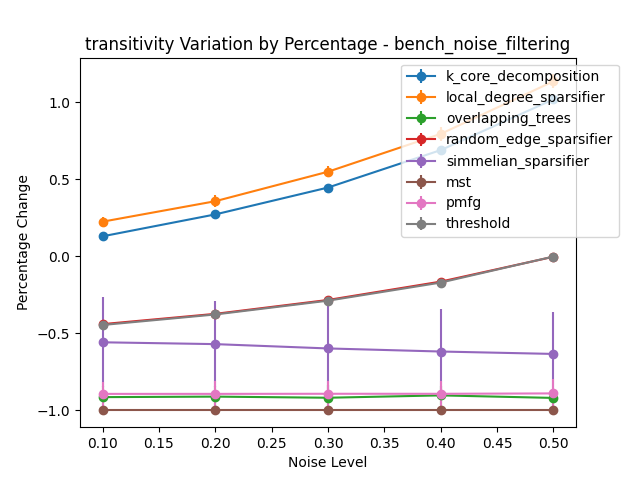 transitivity Variation by Percentage - bench_noise_filtering
k_core_decomposition
local_degree_sparsifier
overlapping_trees
random_edge_sparsifier
simmelian_sparsifier
mst
pmfg
threshold
Percentage Change
1.0
0.5
0.0
−0.5
−1.0
0.10 0.15 0.20 0.25 0.30 0.35 0.40 0.45 0.50
Noise Level